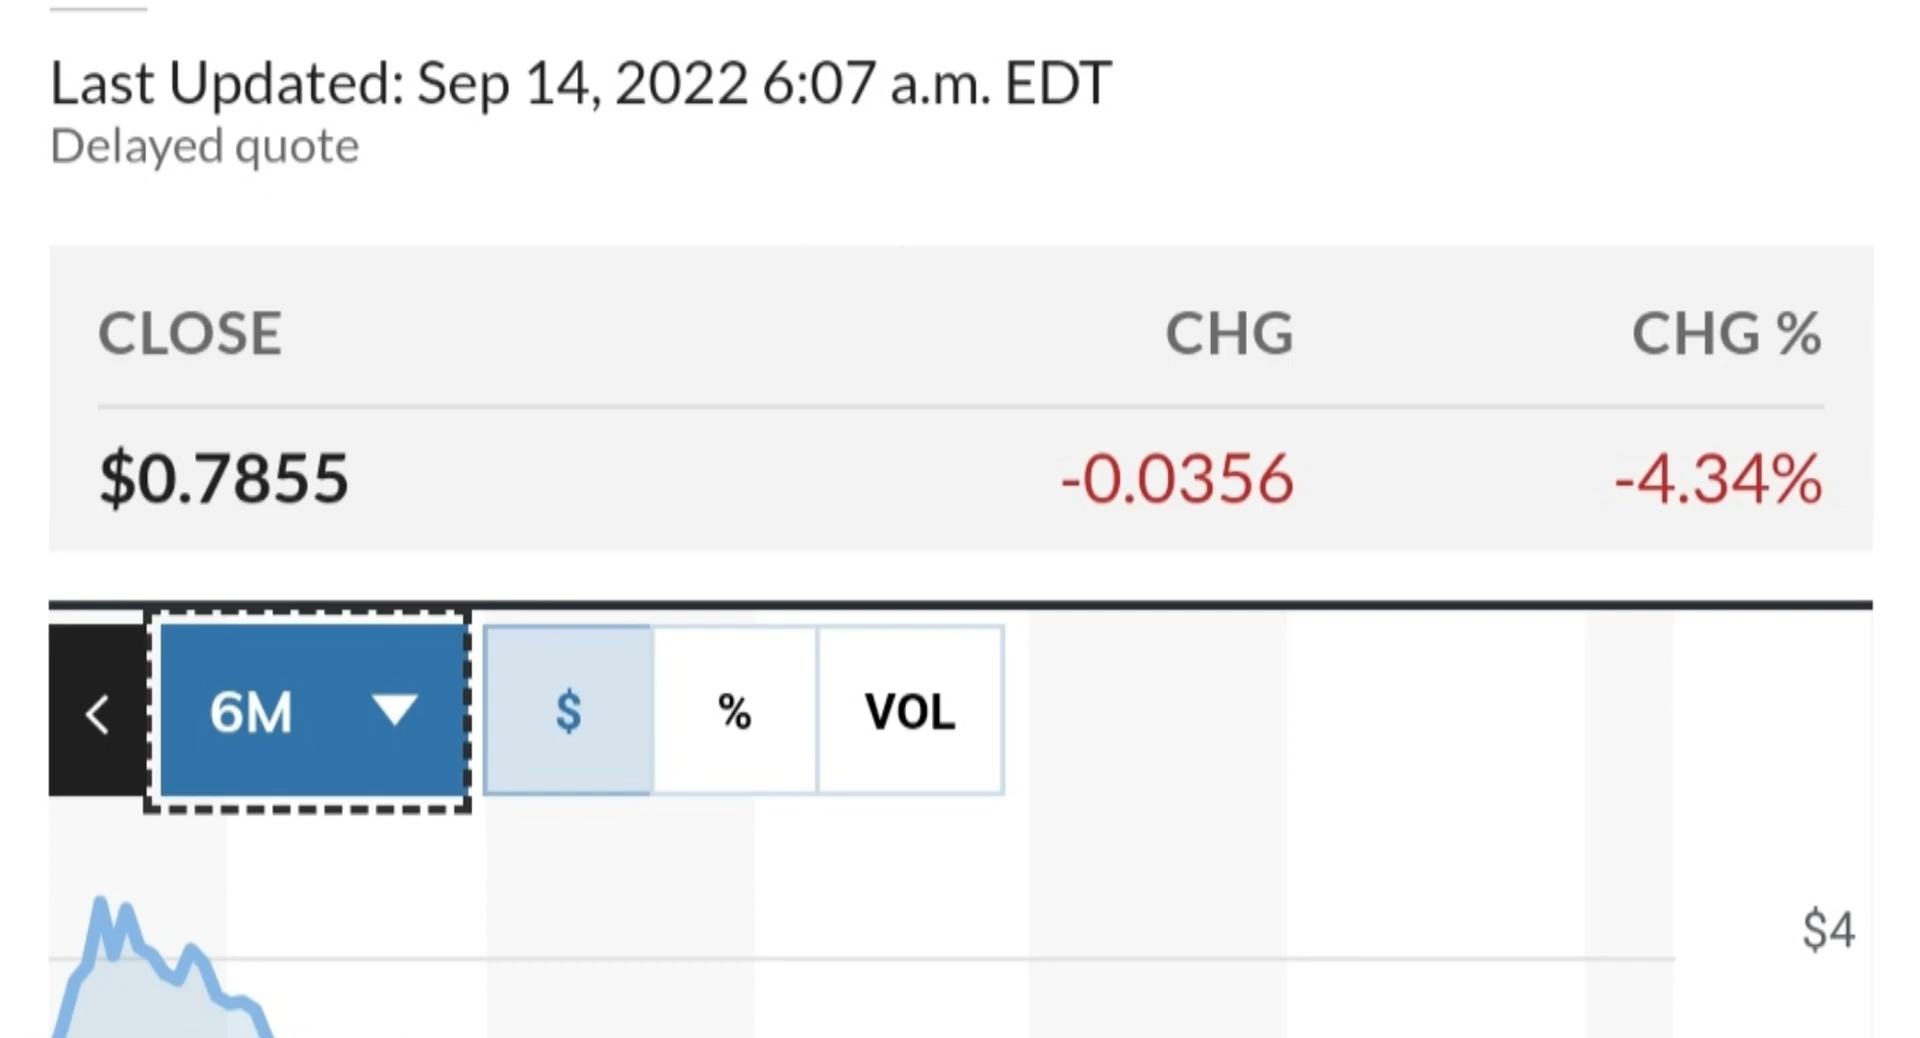 Last Updated: Sep 14, 2022 6:07 a.m. EDT
Delayed quote
CLOSE CHG CHG %
$0.7855 -0.0356 -4.34%
6M $ % VOL
$4